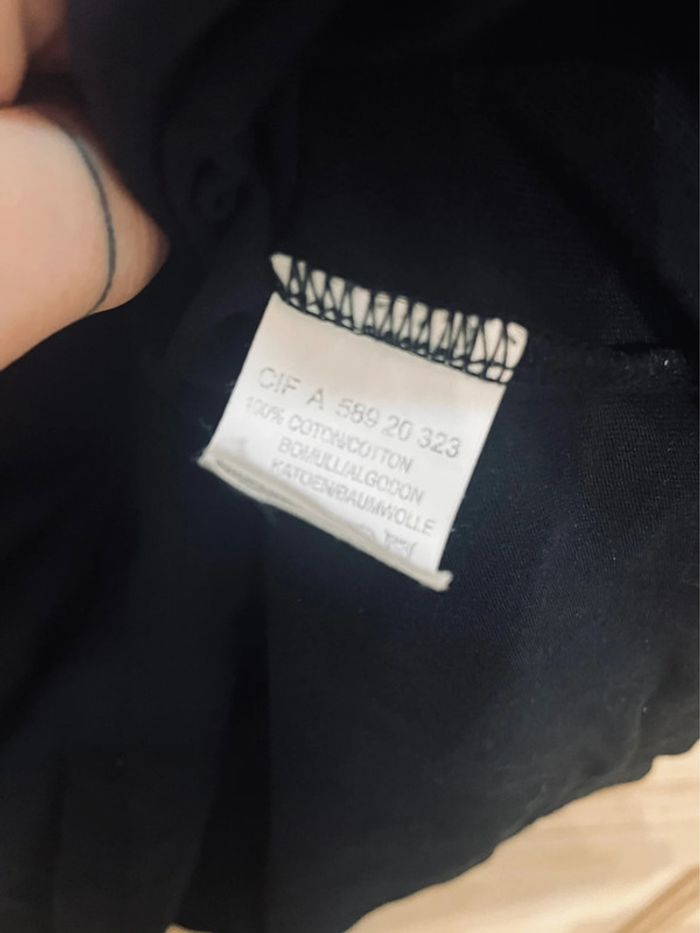 CIF A 589 20 323
100% COTON/COTTON
BOMULL/ALGODON
KATOEN/BAUMWOLLE